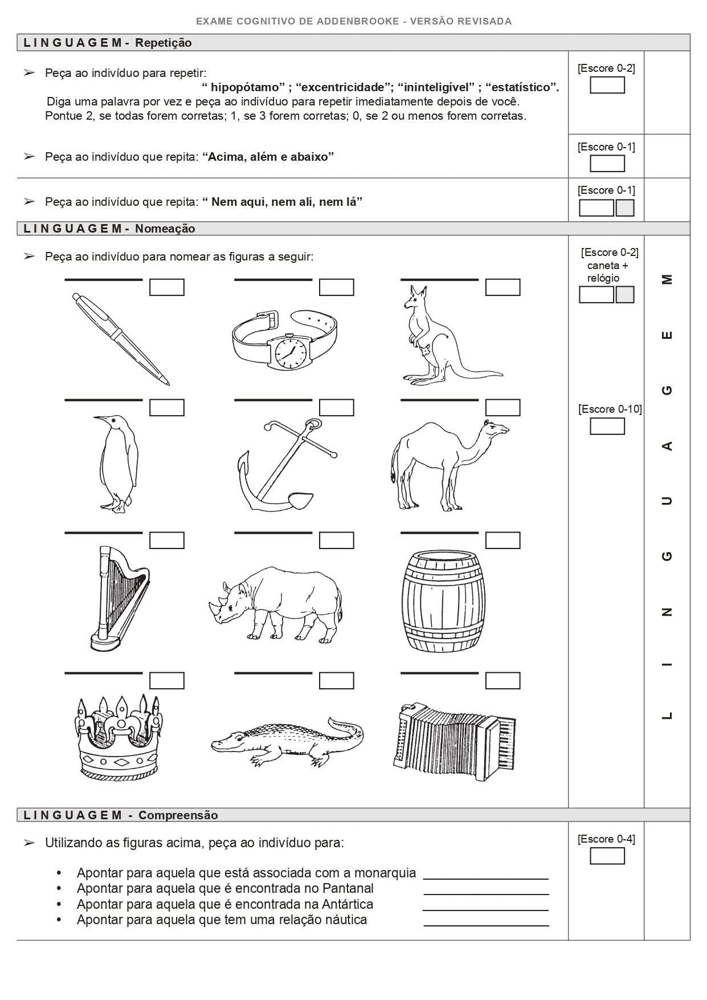 EXAME COGNITIVO DE ADDENBROOKE - VERSÃO REVISADA
L I N G U A G E M - Repetição
➢ Peça ao indivíduo para repetir:
“ hipopótamo” ; “excentricidade”; “ininteligível” ; “estatístico”.
Diga uma palavra por vez e peça ao indivíduo para repetir imediatamente depois de você.
Pontue 2, se todas forem corretas; 1, se 3 forem corretas; 0, se 2 ou menos forem corretas.
[Escore 0-2]
➢ Peça ao indivíduo que repita: “Acima, além e abaixo”
[Escore 0-1]
➢ Peça ao indivíduo que repita: “ Nem aqui, nem ali, nem lá”
[Escore 0-1]
L I N G U A G E M - Nomeação
➢ Peça ao indivíduo para nomear as figuras a seguir:
[Escore 0-2]
caneta +
relógio
[Escore 0-10]
L I N G U A G E M
L I N G U A G E M - Compreensão
➢ Utilizando as figuras acima, peça ao indivíduo para:
• Apontar para aquela que está associada com a monarquia
• Apontar para aquela que é encontrada no Pantanal
• Apontar para aquela que é encontrada na Antártica
• Apontar para aquela que tem uma relação náutica
[Escore 0-4]